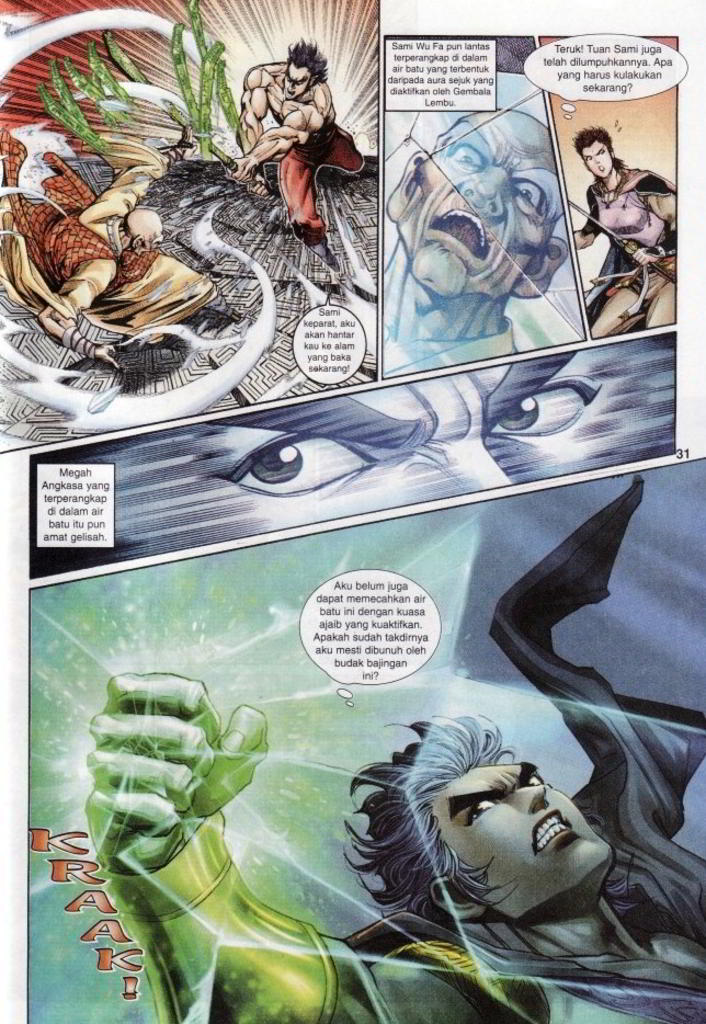 Sami
keparat, aku
akan hantar
kau ke alam
yang baka
sekarang!
Sami Wu Fa pun lantas
terperangkap di dalam
air batu yang terbentuk
daripada aura sejuk yang
diaktifkan oleh Gembala
Lembu.
Teruk! Tuan Sami juga
telah dilumpuhkannya. Apa
yang harus kulakukan
sekarang?
31
Megah
Angkasa yang
terperangkap
di dalam air
batu itu pun
amat gelisah.
Aku belum juga
dapat memecahkan air
batu ini dengan kuasa
ajaib yang kuaktifkan.
Apakah sudah takdirnya
aku mesti dibunuh oleh
budak bajingan
ini?
KRAAK!